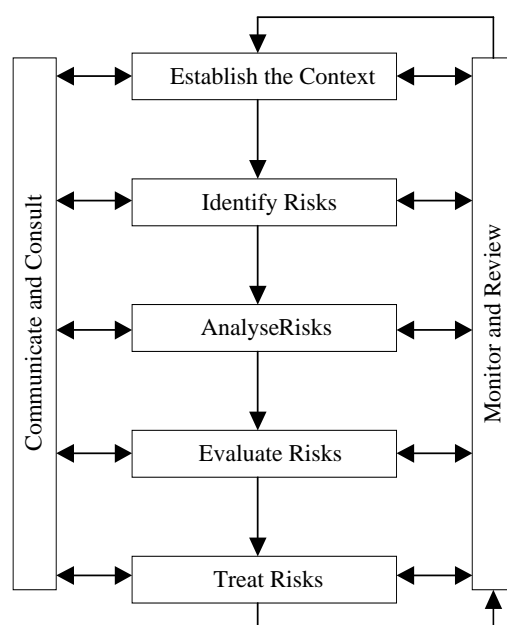 Establish the Context
Identify Risks
AnalyseRisks
Evaluate Risks
Treat Risks
Communicate and Consult
Monitor and Review